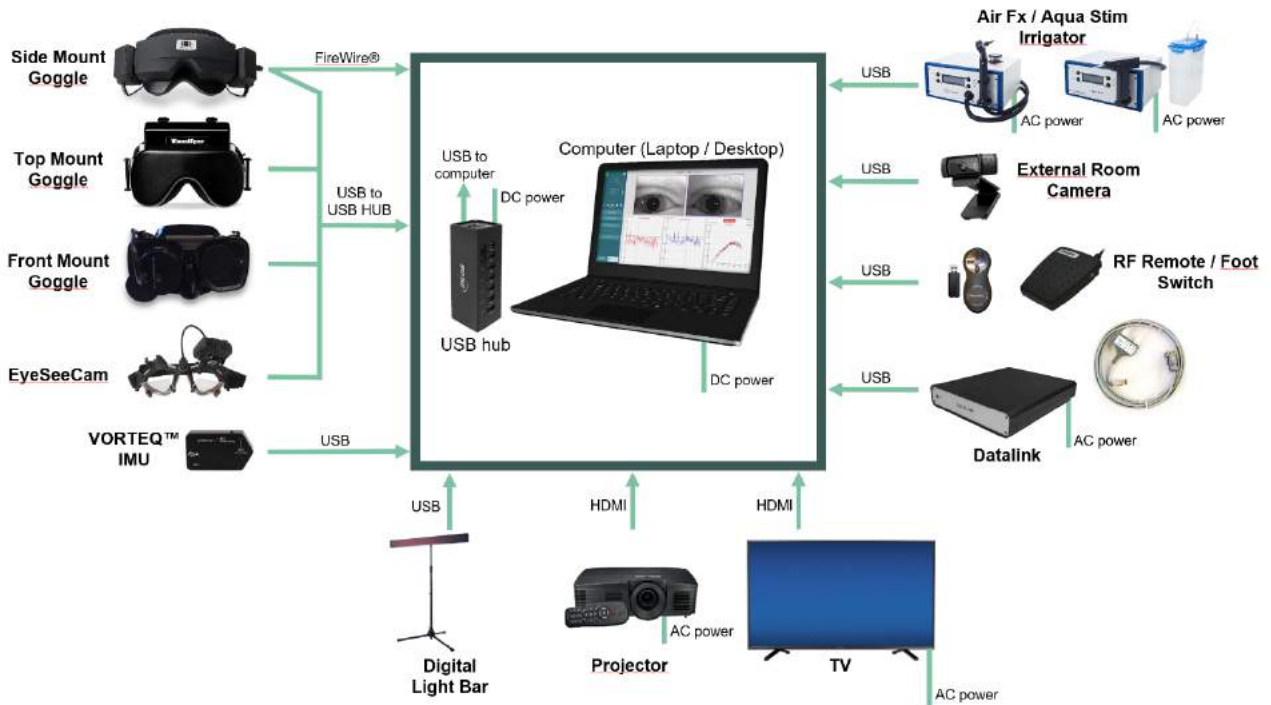 Side Mount
Goggle
FireWire®
Top Mount
Goggle
VisualEyes
USB to
USB HUB
Front Mount
Goggle
EyeSeeCam
VORTEQ™
IMU
USB
Computer (Laptop / Desktop)
USB to
computer
DC power
USB hub
DC power
Air Fx / Aqua Stim
Irrigator
USB
AC power
AC power
USB
External Room
Camera
USB
RF Remote / Foot
Switch
USB
AC power
Datalink
USB
HDMI
HDMI
Digital
Light Bar
AC power
Projector
TV
AC power